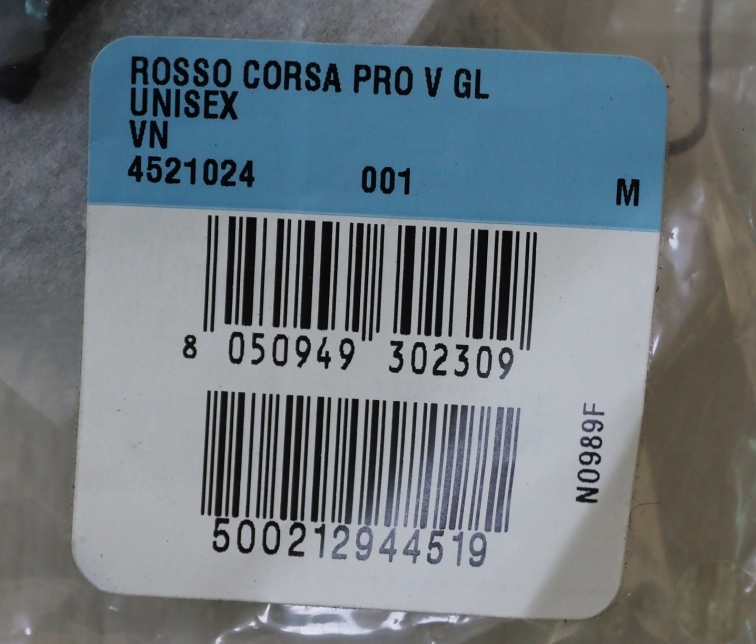 ROSSO CORSA PRO V GL
UNISEX
VN
4521024 001 M
8 050949 302309
500212944519
N0989F